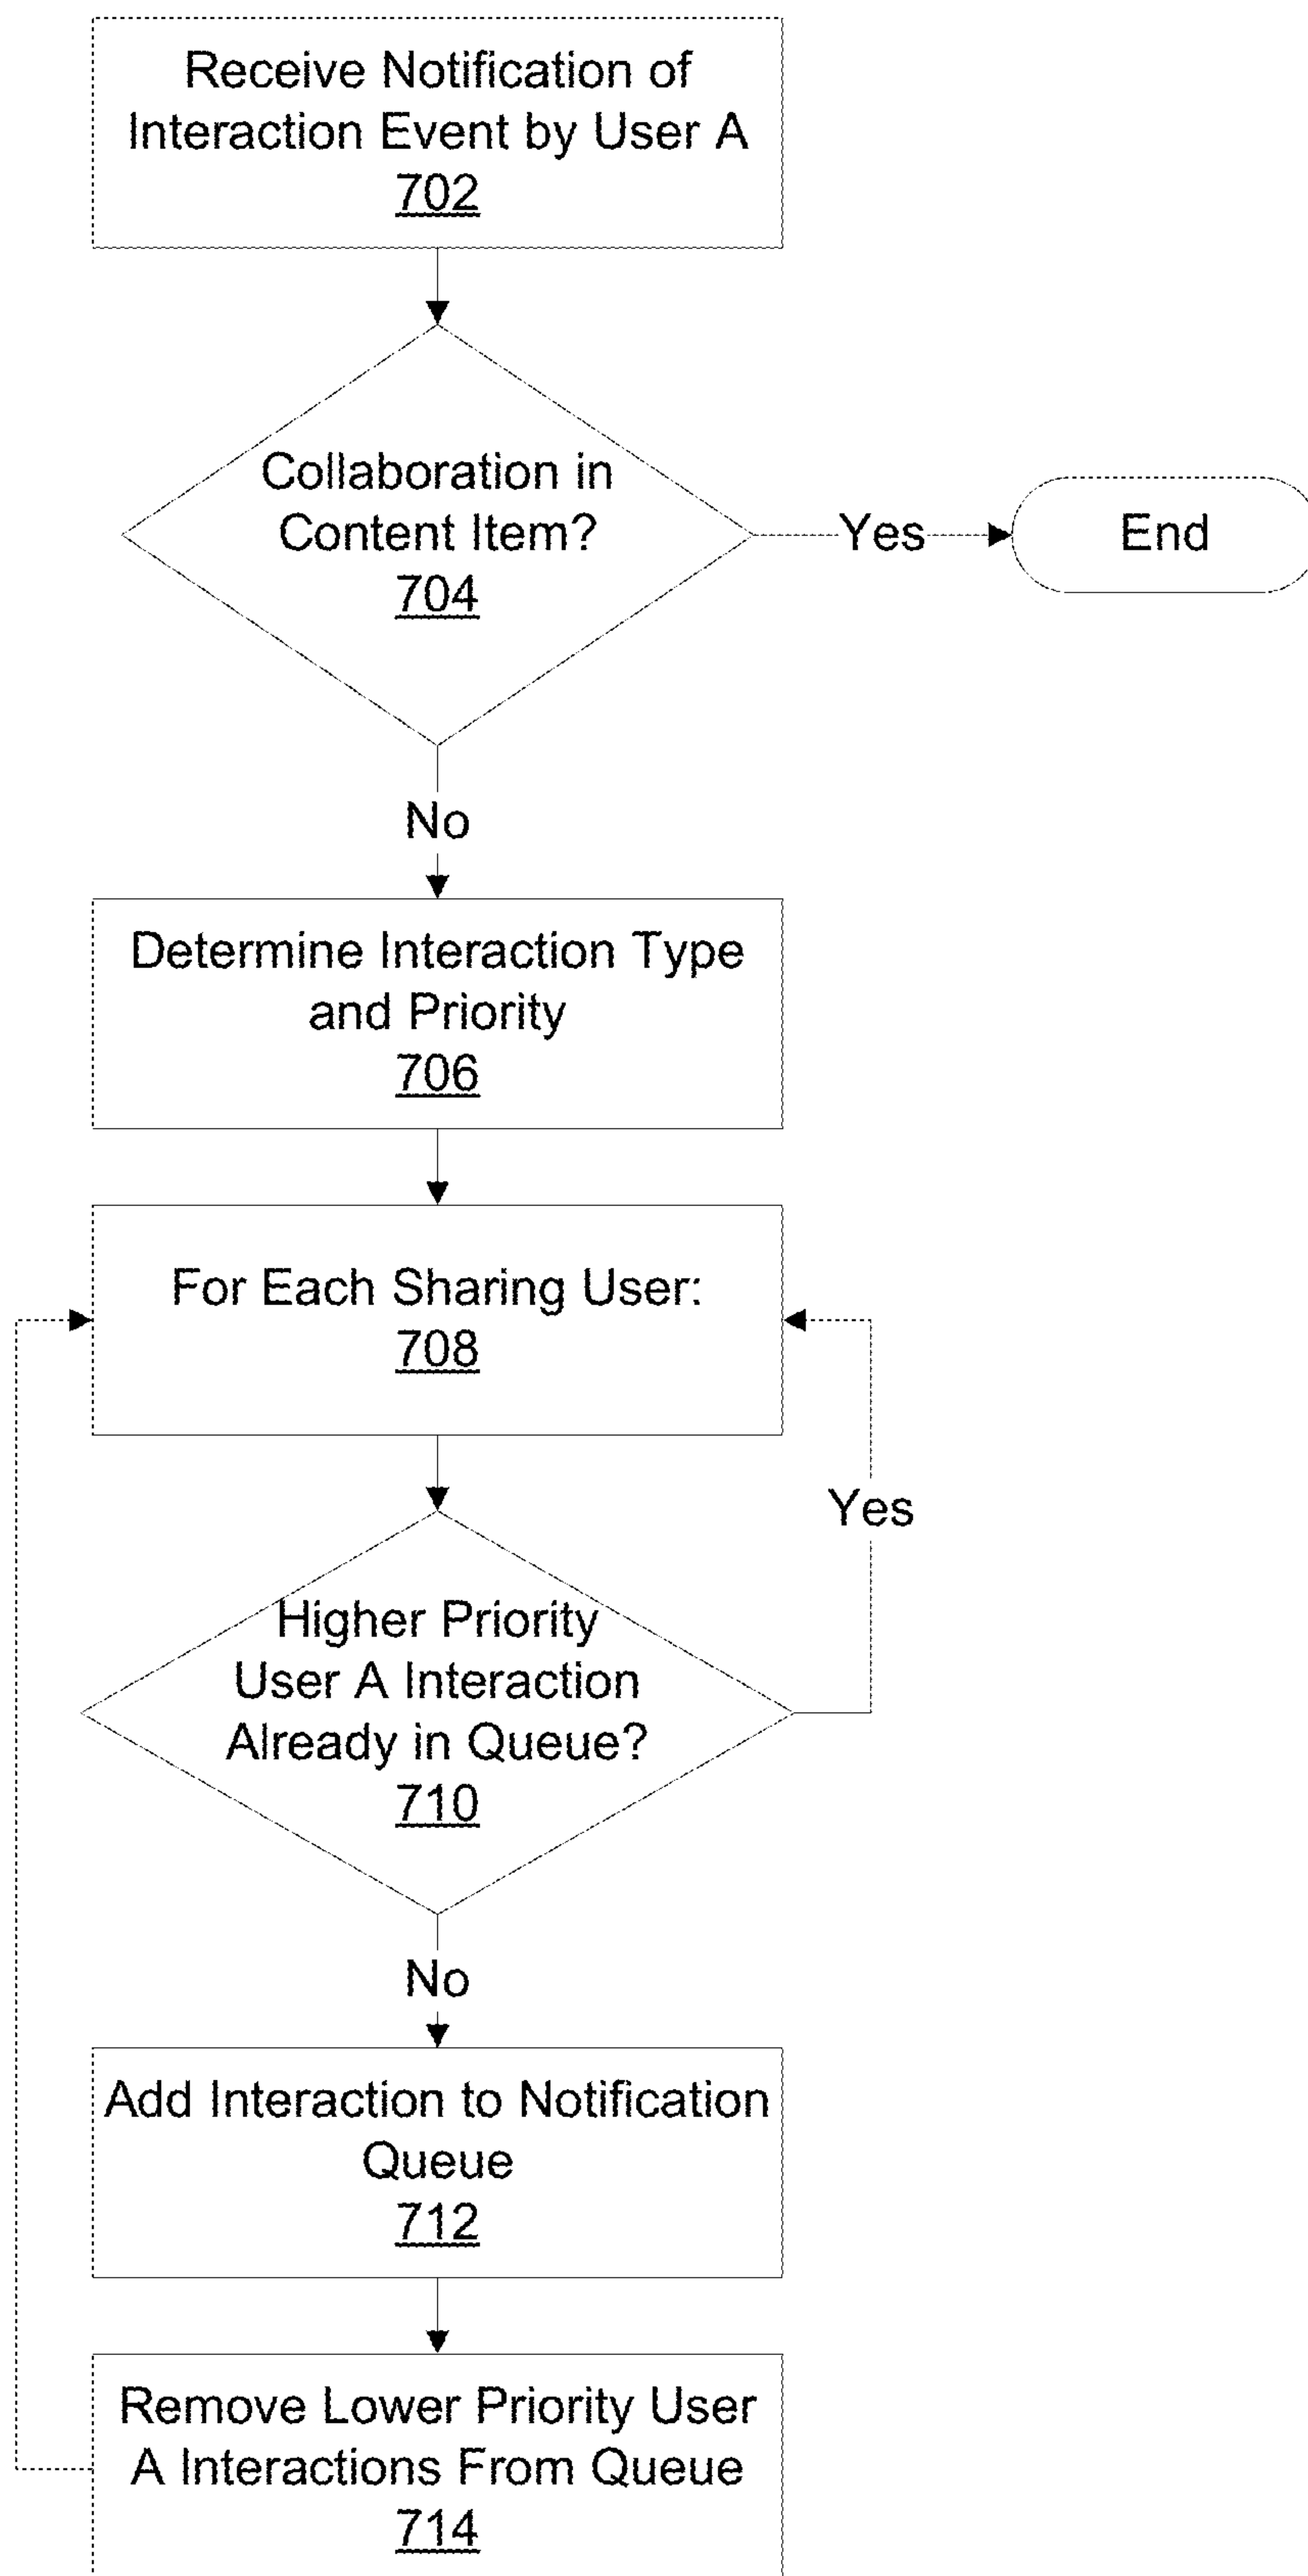 Receive Notification of
Interaction Event by User A
702
Collaboration in
Content Item?
704
Yes
End
No
Determine Interaction Type
and Priority
706
For Each Sharing User:
708
Yes
Higher Priority
User A Interaction
Already in Queue?
710
No
Add Interaction to Notification
Queue
712
Remove Lower Priority User
A Interactions From Queue
714